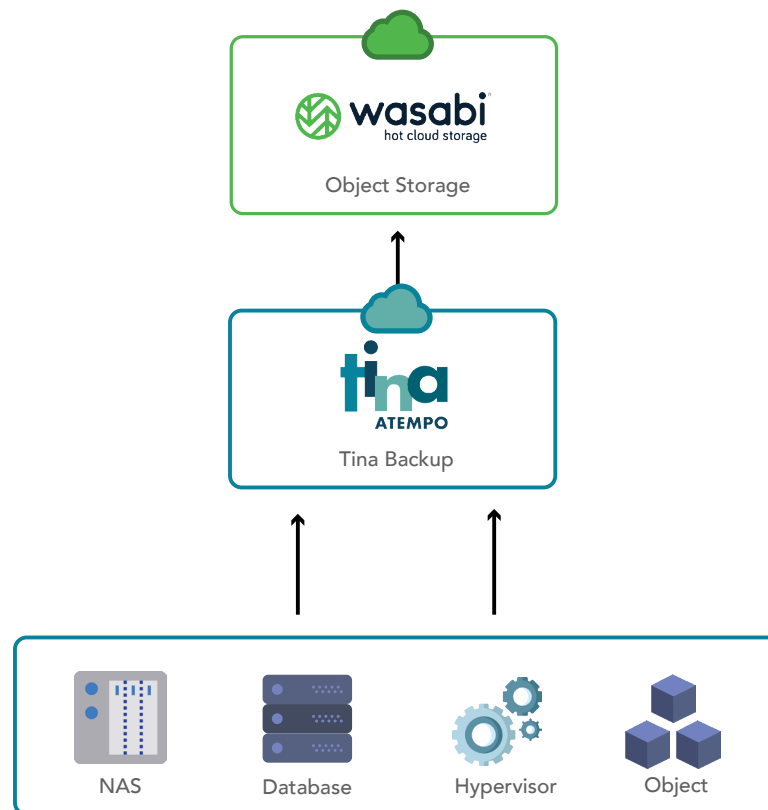 wasabi
hot cloud storage
Object Storage
tina
ATEMPO
Tina Backup
NAS
Database
Hypervisor
Object